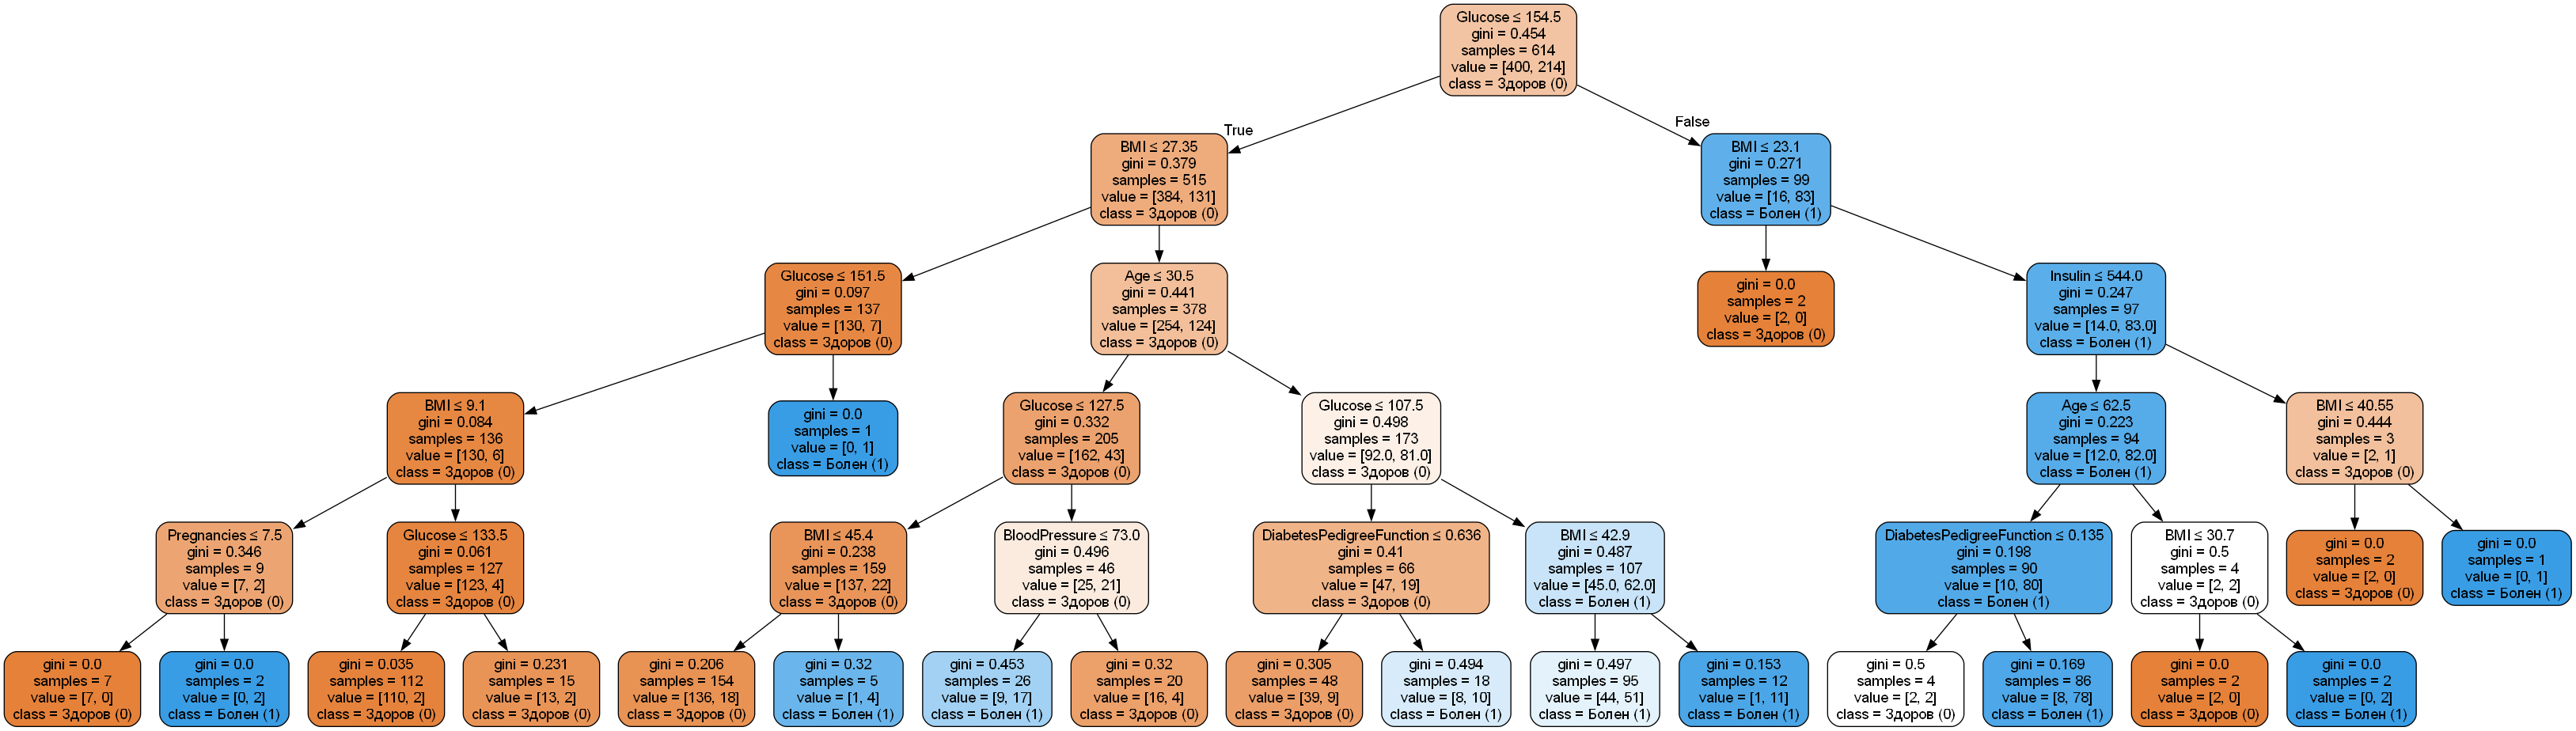 Glucose ≤ 154.5
gini = 0.454
samples = 614
value = [400, 214]
class = Здоров (0)
True
False
BMI ≤ 27.35
gini = 0.379
samples = 515
value = [384, 131]
class = Здоров (0)
BMI ≤ 23.1
gini = 0.271
samples = 99
value = [16, 83]
class = Болен (1)
Glucose ≤ 151.5
gini = 0.097
samples = 137
value = [130, 7]
class = Здоров (0)
Age ≤ 30.5
gini = 0.441
samples = 378
value = [254, 124]
class = Здоров (0)
gini = 0.0
samples = 2
value = [2, 0]
class = Здоров (0)
Insulin ≤ 544.0
gini = 0.247
samples = 97
value = [14.0, 83.0]
class = Болен (1)
BMI ≤ 9.1
gini = 0.084
samples = 136
value = [130, 6]
class = Здоров (0)
gini = 0.0
samples = 1
value = [0, 1]
class = Болен (1)
Glucose ≤ 127.5
gini = 0.332
samples = 205
value = [162, 43]
class = Здоров (0)
Glucose ≤ 107.5
gini = 0.498
samples = 173
value = [92.0, 81.0]
class = Здоров (0)
Age ≤ 62.5
gini = 0.223
samples = 94
value = [12.0, 82.0]
class = Болен (1)
BMI ≤ 40.55
gini = 0.444
samples = 3
value = [2, 1]
class = Здоров (0)
Pregnancies ≤ 7.5
gini = 0.346
samples = 9
value = [7, 2]
class = Здоров (0)
Glucose ≤ 133.5
gini = 0.061
samples = 127
value = [123, 4]
class = Здоров (0)
BMI ≤ 45.4
gini = 0.238
samples = 159
value = [137, 22]
class = Здоров (0)
BloodPressure ≤ 73.0
gini = 0.496
samples = 46
value = [25, 21]
class = Здоров (0)
DiabetesPedigreeFunction ≤ 0.636
gini = 0.41
samples = 66
value = [47, 19]
class = Здоров (0)
BMI ≤ 42.9
gini = 0.487
samples = 107
value = [45.0, 62.0]
class = Болен (1)
DiabetesPedigreeFunction ≤ 0.135
gini = 0.198
samples = 90
value = [10, 80]
class = Болен (1)
BMI ≤ 30.7
gini = 0.5
samples = 4
value = [2, 2]
class = Здоров (0)
gini = 0.0
samples = 2
value = [2, 0]
class = Здоров (0)
gini = 0.0
samples = 1
value = [0, 1]
class = Болен (1)
gini = 0.0
samples = 7
value = [7, 0]
class = Здоров (0)
gini = 0.0
samples = 2
value = [0, 2]
class = Болен (1)
gini = 0.035
samples = 112
value = [110, 2]
class = Здоров (0)
gini = 0.231
samples = 15
value = [13, 2]
class = Здоров (0)
gini = 0.206
samples = 154
value = [136, 18]
class = Здоров (0)
gini = 0.32
samples = 5
value = [1, 4]
class = Болен (1)
gini = 0.453
samples = 26
value = [9, 17]
class = Болен (1)
gini = 0.32
samples = 20
value = [16, 4]
class = Здоров (0)
gini = 0.305
samples = 48
value = [39, 9]
class = Здоров (0)
gini = 0.494
samples = 18
value = [8, 10]
class = Болен (1)
gini = 0.497
samples = 95
value = [44, 51]
class = Болен (1)
gini = 0.153
samples = 12
value = [1, 11]
class = Болен (1)
gini = 0.5
samples = 4
value = [2, 2]
class = Здоров (0)
gini = 0.169
samples = 86
value = [8, 78]
class = Болен (1)
gini = 0.0
samples = 2
value = [2, 0]
class = Здоров (0)
gini = 0.0
samples = 2
value = [0, 2]
class = Болен (1)